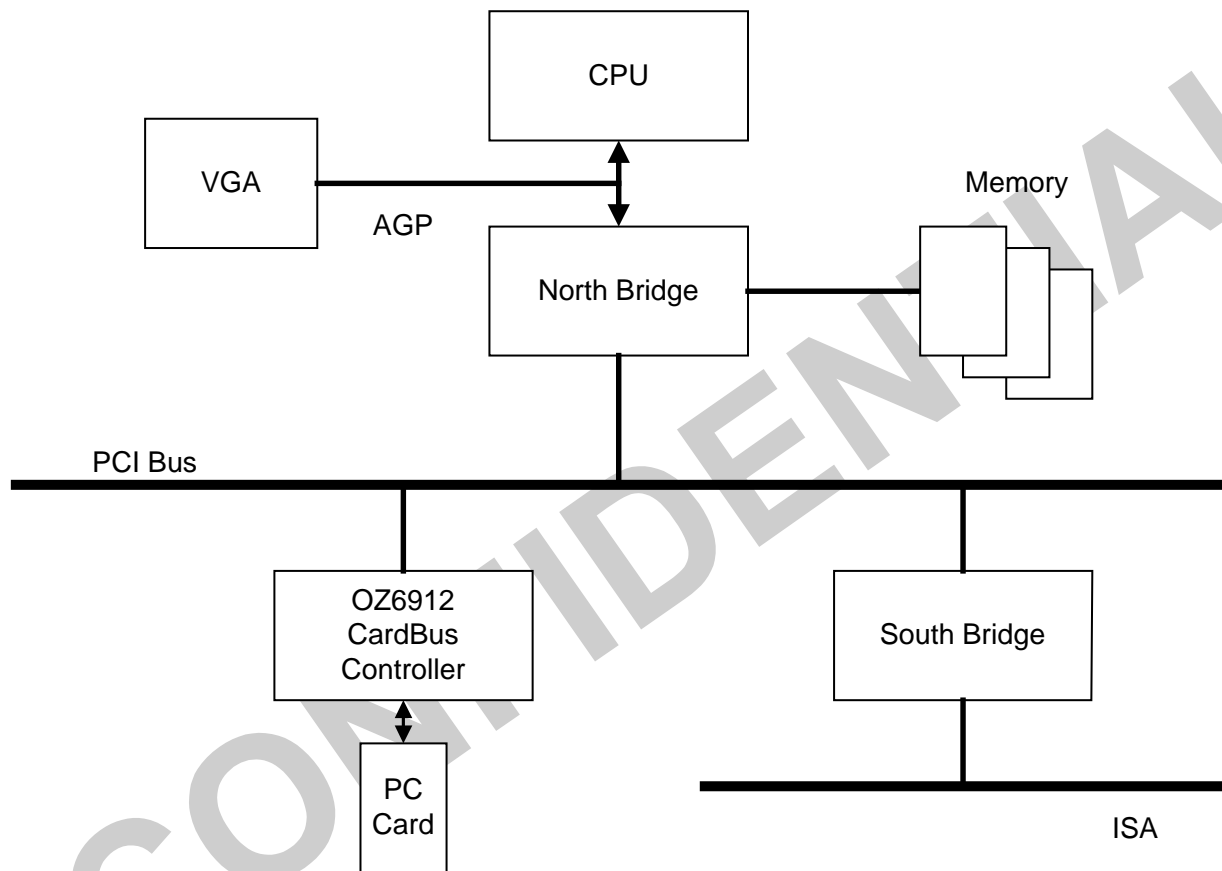 CPU
VGA
Memory
AGP
North Bridge
PCI Bus
OZ6912
CardBus
Controller
South Bridge
PC
Card
ISA
CONFIDENTIAL